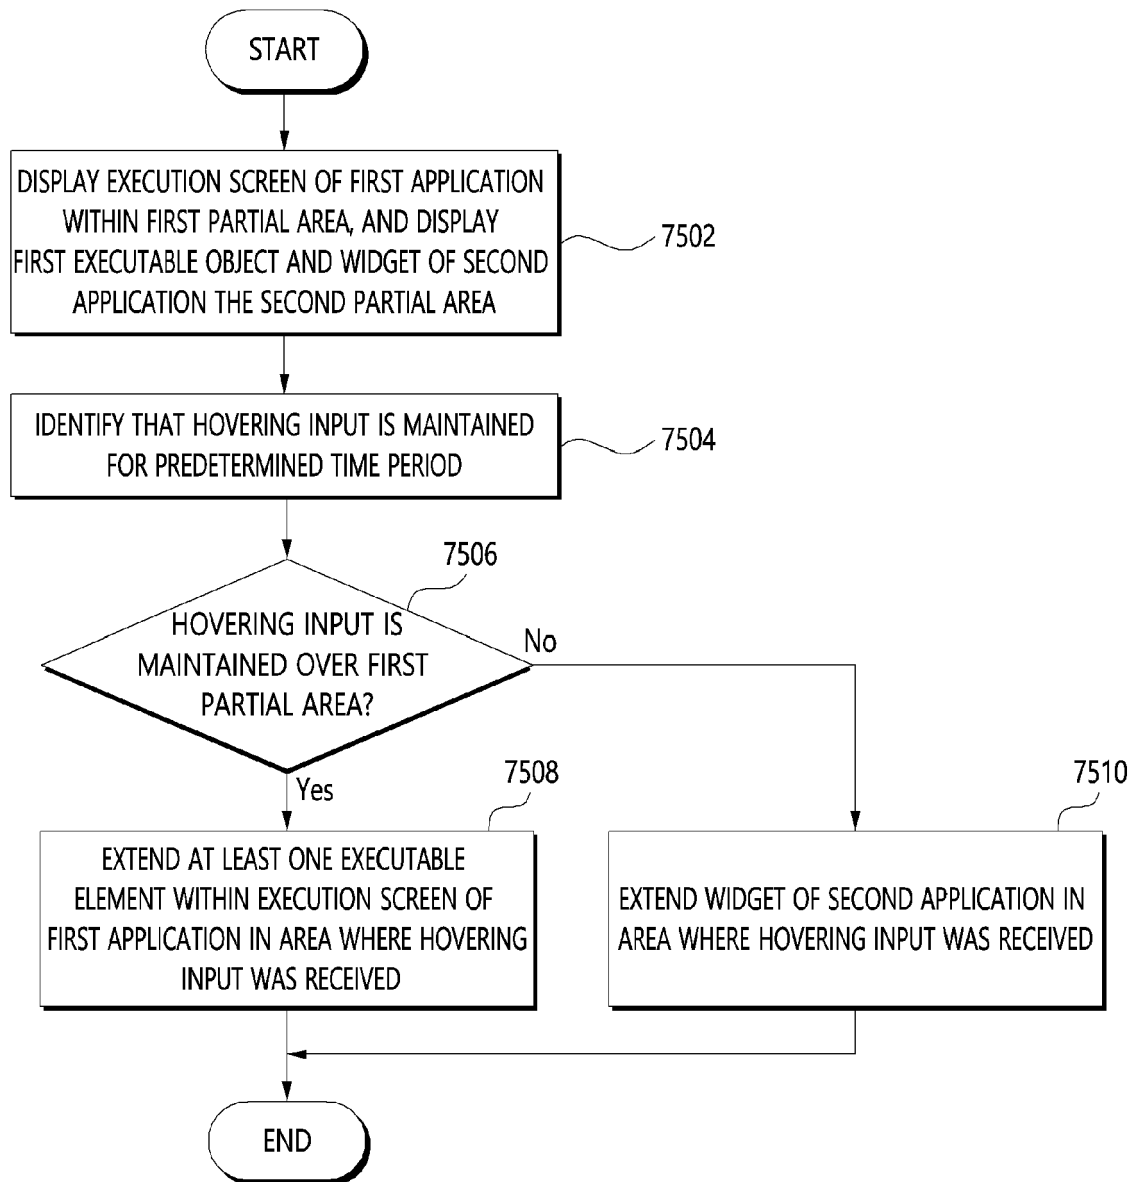 START
DISPLAY EXECUTION SCREEN OF FIRST APPLICATION
WITHIN FIRST PARTIAL AREA, AND DISPLAY
FIRST EXECUTABLE OBJECT AND WIDGET OF SECOND
APPLICATION THE SECOND PARTIAL AREA
7502
IDENTIFY THAT HOVERING INPUT IS MAINTAINED
FOR PREDETERMINED TIME PERIOD
7504
7506
HOVERING INPUT IS
MAINTAINED OVER FIRST
PARTIAL AREA?
No
Yes
7508
EXTEND AT LEAST ONE EXECUTABLE
ELEMENT WITHIN EXECUTION SCREEN OF
FIRST APPLICATION IN AREA WHERE HOVERING
INPUT WAS RECEIVED
7510
EXTEND WIDGET OF SECOND APPLICATION IN
AREA WHERE HOVERING INPUT WAS RECEIVED
END